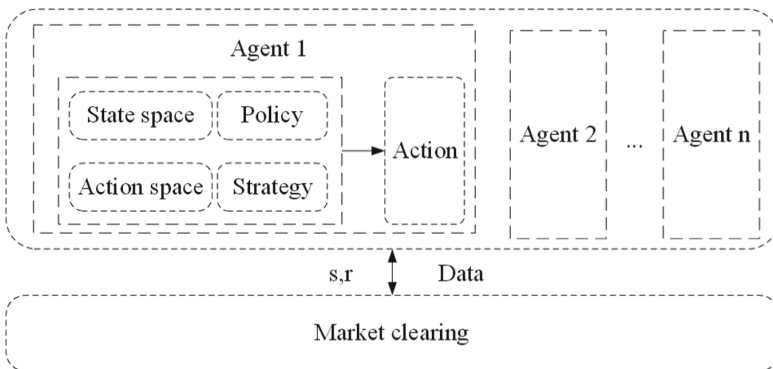 Agent 1
State space
Policy
Action space
Strategy
Action
Agent 2
...
Agent n
s,r
Data
Market clearing